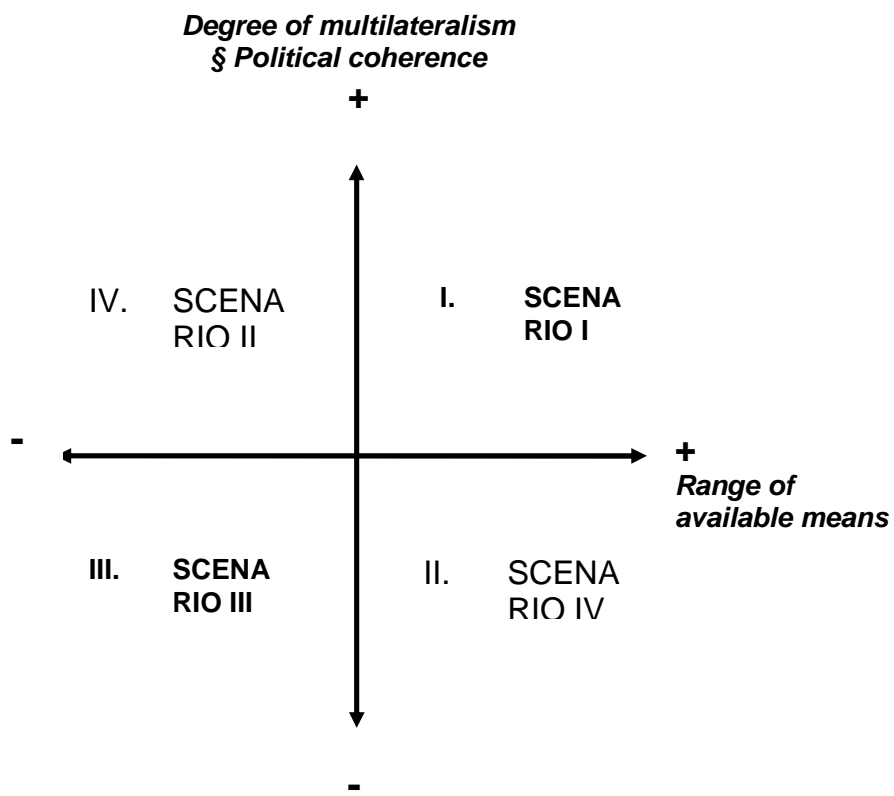 Degree of multilateralism
§ Political coherence
+
IV. SCENA
RIO II
I. SCENA
RIO I
-
+
Range of
available means
III. SCENA
RIO III
II. SCENA
RIO IV
-